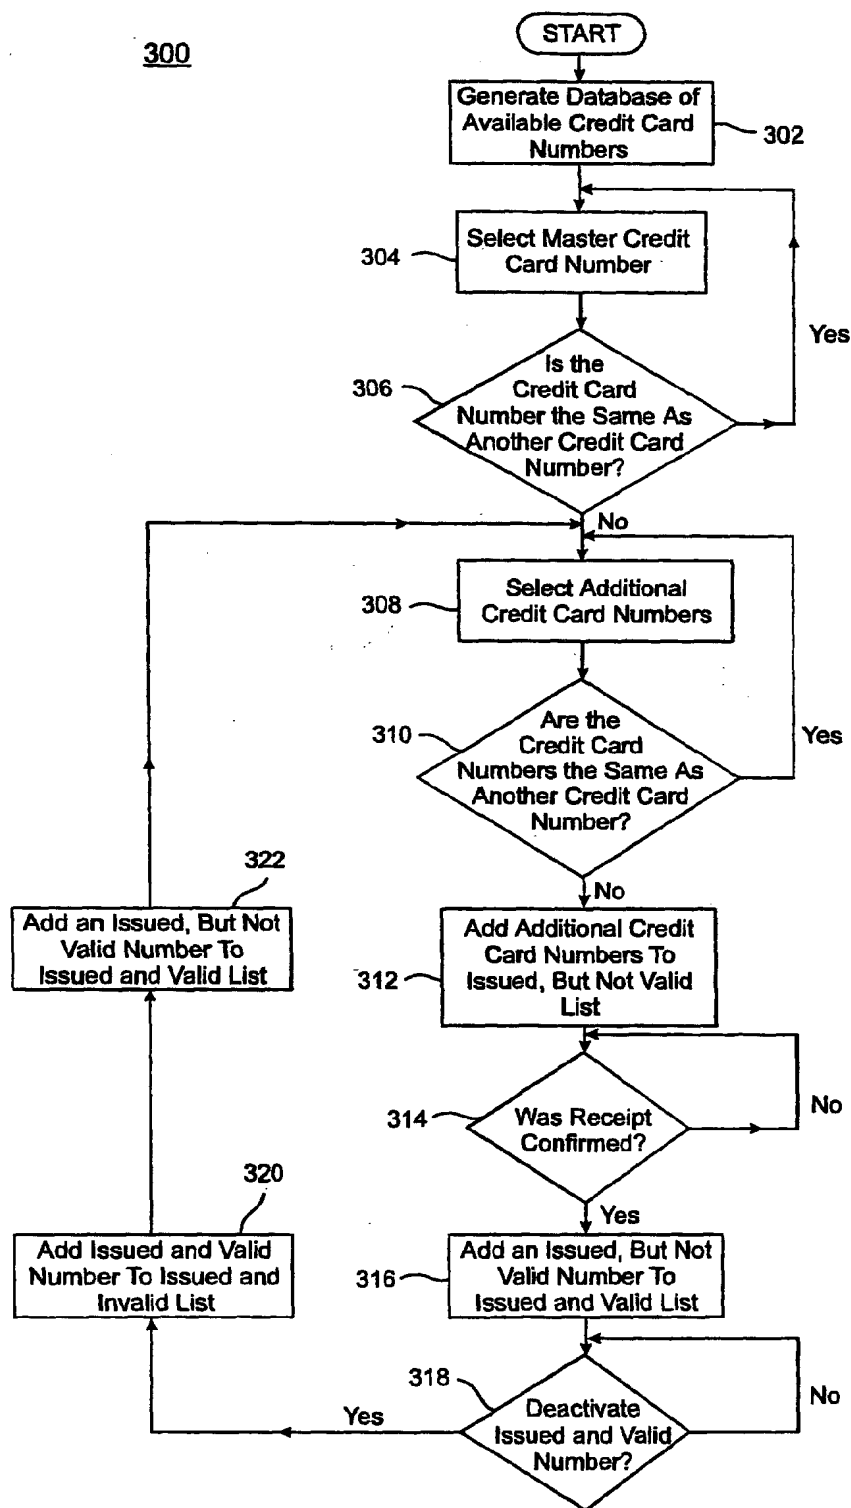 START
300
Generate Database of
Available Credit Card
Numbers
302
Select Master Credit
Card Number
304
Yes
Is the
Credit Card
Number the Same As
Another Credit Card
Number?
306
No
Select Additional
Credit Card Numbers
308
Are the
Credit Card
Numbers the Same As
Another Credit Card
Number?
310
Yes
No
322
Add an Issued, But Not
Valid Number To
Issued and Valid List
Add Additional Credit
Card Numbers To
Issued, But Not Valid
List
312
Was Receipt
Confirmed?
314
No
Yes
320
Add Issued and Valid
Number To Issued and
Invalid List
Add an Issued, But Not
Valid Number To
Issued and Valid List
316
318
Deactivate
Issued and Valid
Number?
No
Yes